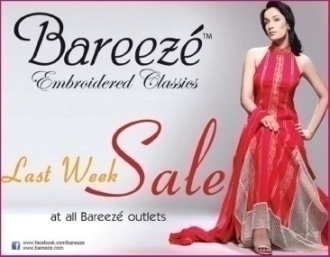 Bareezé™
Embroidered Classics
Last Week Sale
at all Bareezé outlets
www.facebook.com/bareeze
www.bareeze.com